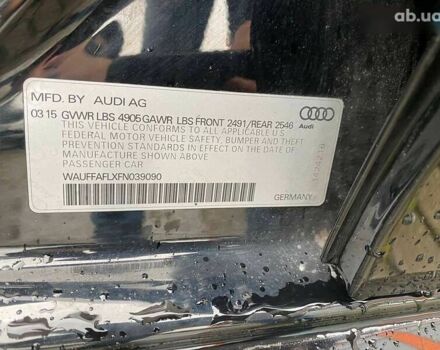 ab.ua
MFD. BY AUDI AG
Audi
03 15 GVWR LBS 4905 GAWR LBS FRONT 2491/REAR 2546
THIS VEHICLE CONFORMS TO ALL APPLICABLE U.S
FEDERAL MOTOR VEHICLE SAFETY, BUMPER AND THEFT
PREVENTION STANDARDS IN EFFECT ON THE DATE OF
MANUFACTURE SHOWN ABOVE
PASSENGER CAR
WAUFFAFLXFN039090
GERMANY